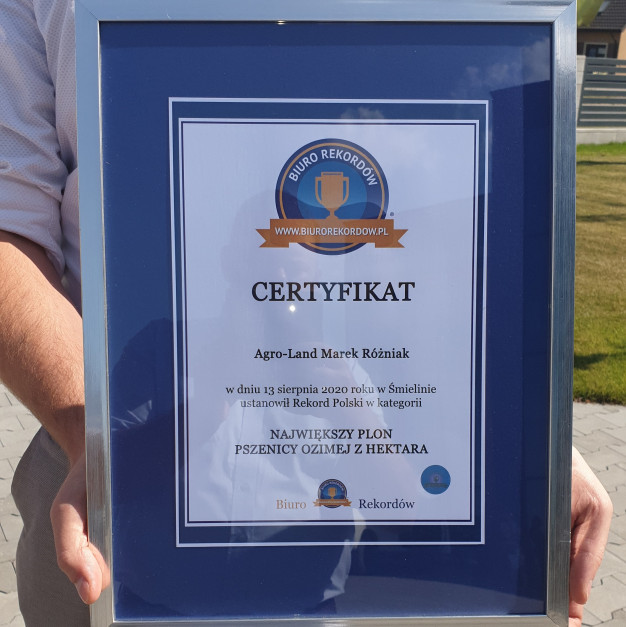 BIURO REKORDÓW
WWW.BIUROREKORDOW.PL
CERTYFIKAT
Agro-Land Marek Różniak
w dniu 13 sierpnia 2020 roku w Śmielinie
ustanowił Rekord Polski w kategorii
NAJWIĘKSZY PLON
PSZENICY OZIMEJ Z HEKTARA
Biuro Rekordów